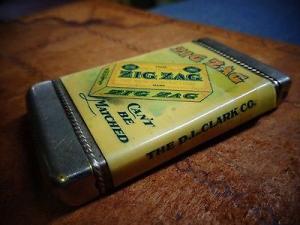 ZIG ZAG
ZIG ZAG
ZIG ZAG
CAN'T
BE
MATCHED
THE D.L. CLARK CO.